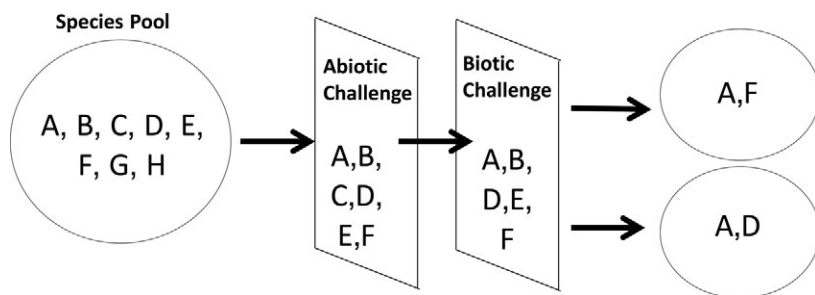 Species Pool
A, B, C, D, E,
F, G, H
Abiotic
Challenge
A,B,
C,D,
E,F
Biotic
Challenge
A,B,
D,E,
F
A,F
A,D